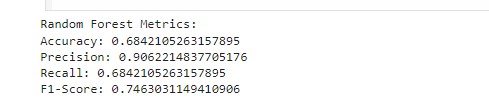 Random Forest Metrics:
Accuracy: 0.6842105263157895
Precision: 0.9062214837705176
Recall: 0.6842105263157895
F1-Score: 0.7463031149410906